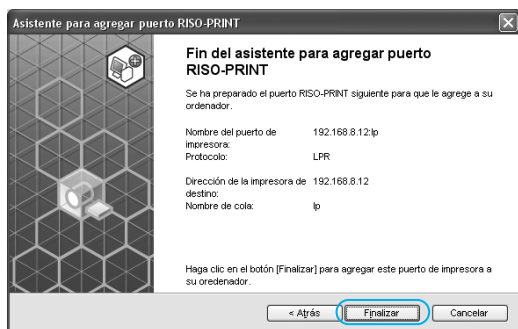 Asistente para agregar puerto RISO-PRINT
Fin del asistente para agregar puerto
RISO-PRINT
Se ha preparado el puerto RISO-PRINT siguiente para que le agrege a su
ordenador.
Nombre del puerto de 192.168.8.12:lp
impresora:
Protocolo: LPR
Dirección de la impresora de 192.168.8.12
destino:
Nombre de cola: lp
Haga clic en el botón [Finalizar] para agregar este puerto de impresora a
su oredenador.
< Atrás Finalizar Cancelar